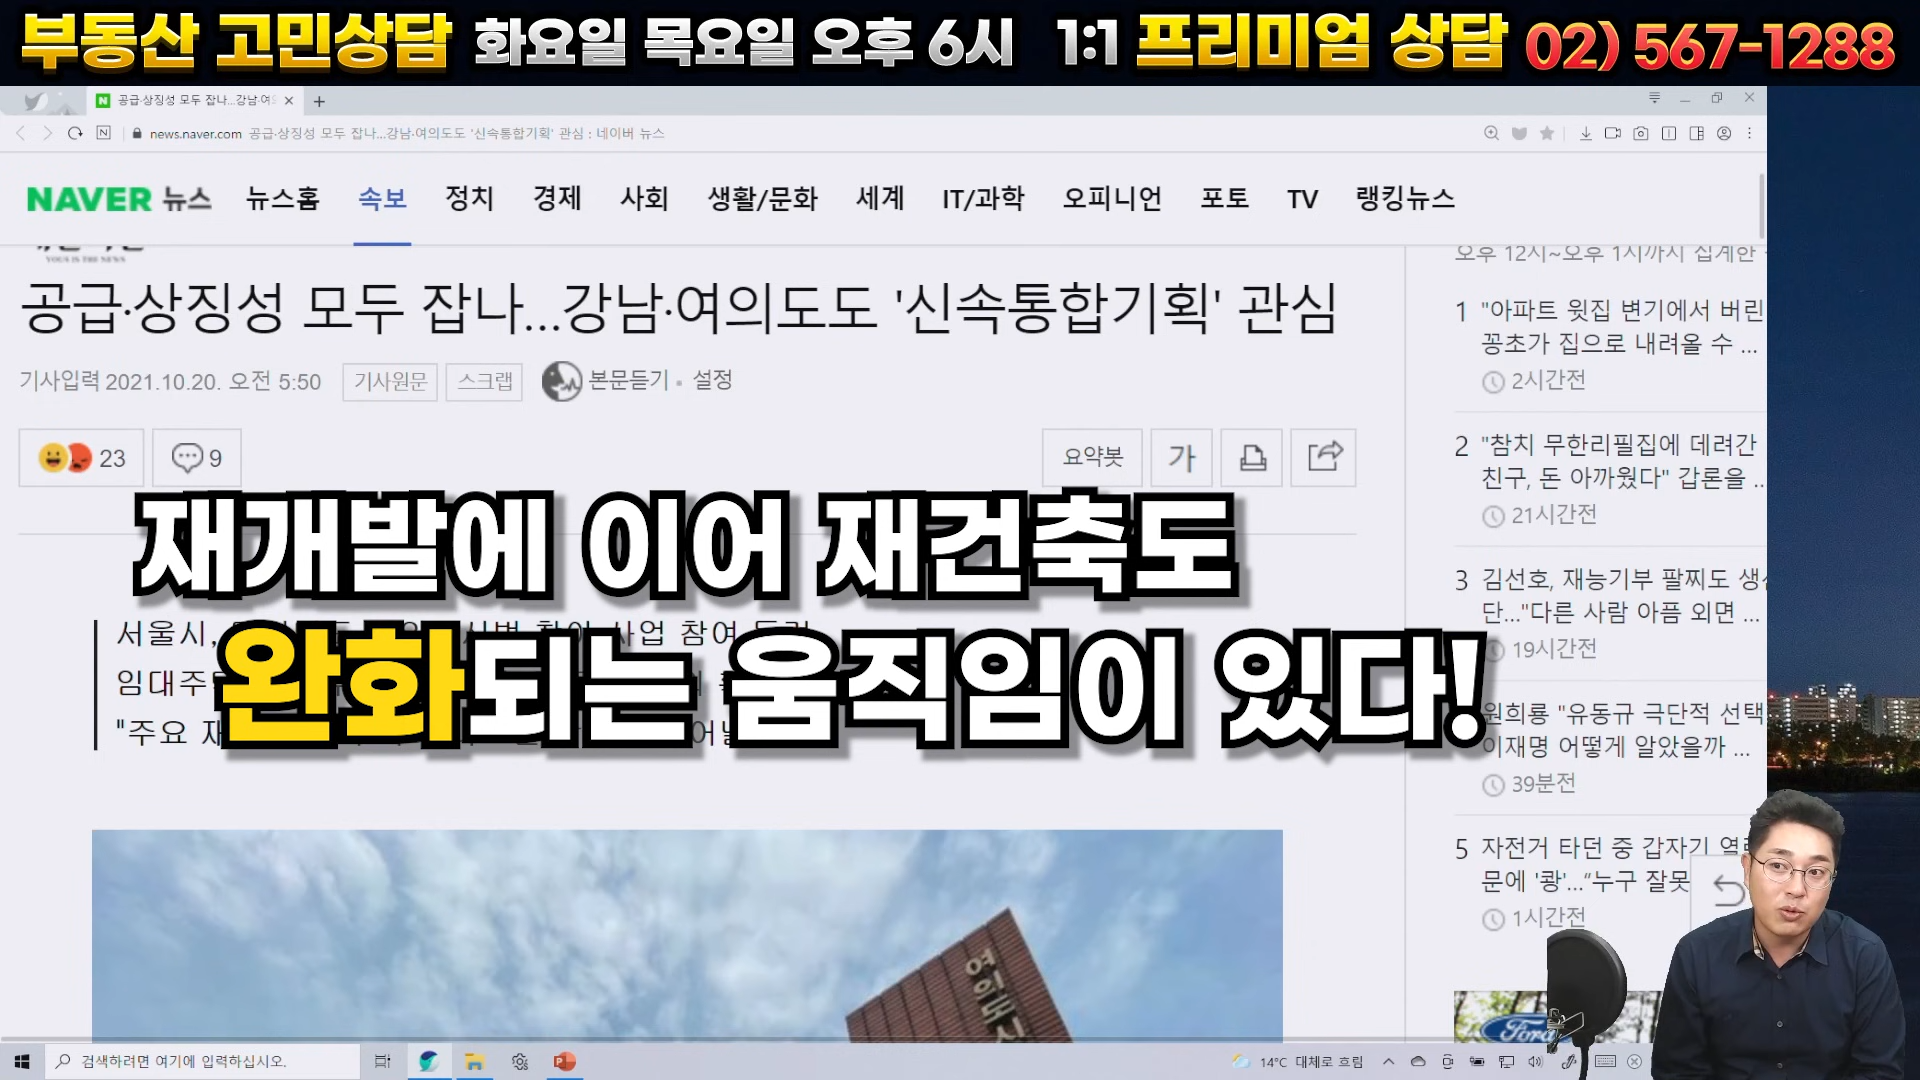 부동산 고민상담 화요일 목요일 오후 6시 1:1 프리미엄 상담 02) 567-1288
공급·상징성 모두 잡나...강남·여
news.naver.com 공급·상징성 모두 잡나...강남·여의도도 '신속통합기획' 관심 : 네이버 뉴스
NAVER 뉴스 뉴스홈 속보 정치 경제 사회 생활/문화 세계 IT/과학 오피니언 포토 TV 랭킹뉴스
YOUR IS THE NEWS
공급·상징성 모두 잡나...강남·여의도도 '신속통합기획' 관심
기사입력 2021.10.20. 오전 5:50 기사원문 스크랩 본문듣기 · 설정
23 9 요약봇 가
재개발에 이어 재건축도
완화되는 움직임이 있다!
서울시, 사업 참여
임대주
"주요 재
여의도시
오후 12시~오후 1시까지 집계한
1 "아파트 윗집 변기에서 버린
꽁초가 집으로 내려올 수 ...
2시간전
2 "참치 무한리필집에 데려간
친구, 돈 아까웠다" 갑론을 ...
21시간전
3 김선호, 재능기부 팔찌도 생
단..."다른 사람 아픔 외면 ...
19시간전
원희룡 "유동규 극단적 선택
이재명 어떻게 알았을까 ...
39분전
5 자전거 타던 중 갑자기 열
문에 '쾅'..."누구 잘못
1시간전
Ford
검색하려면 여기에 입력하십시오.
14°C 대체로 흐림